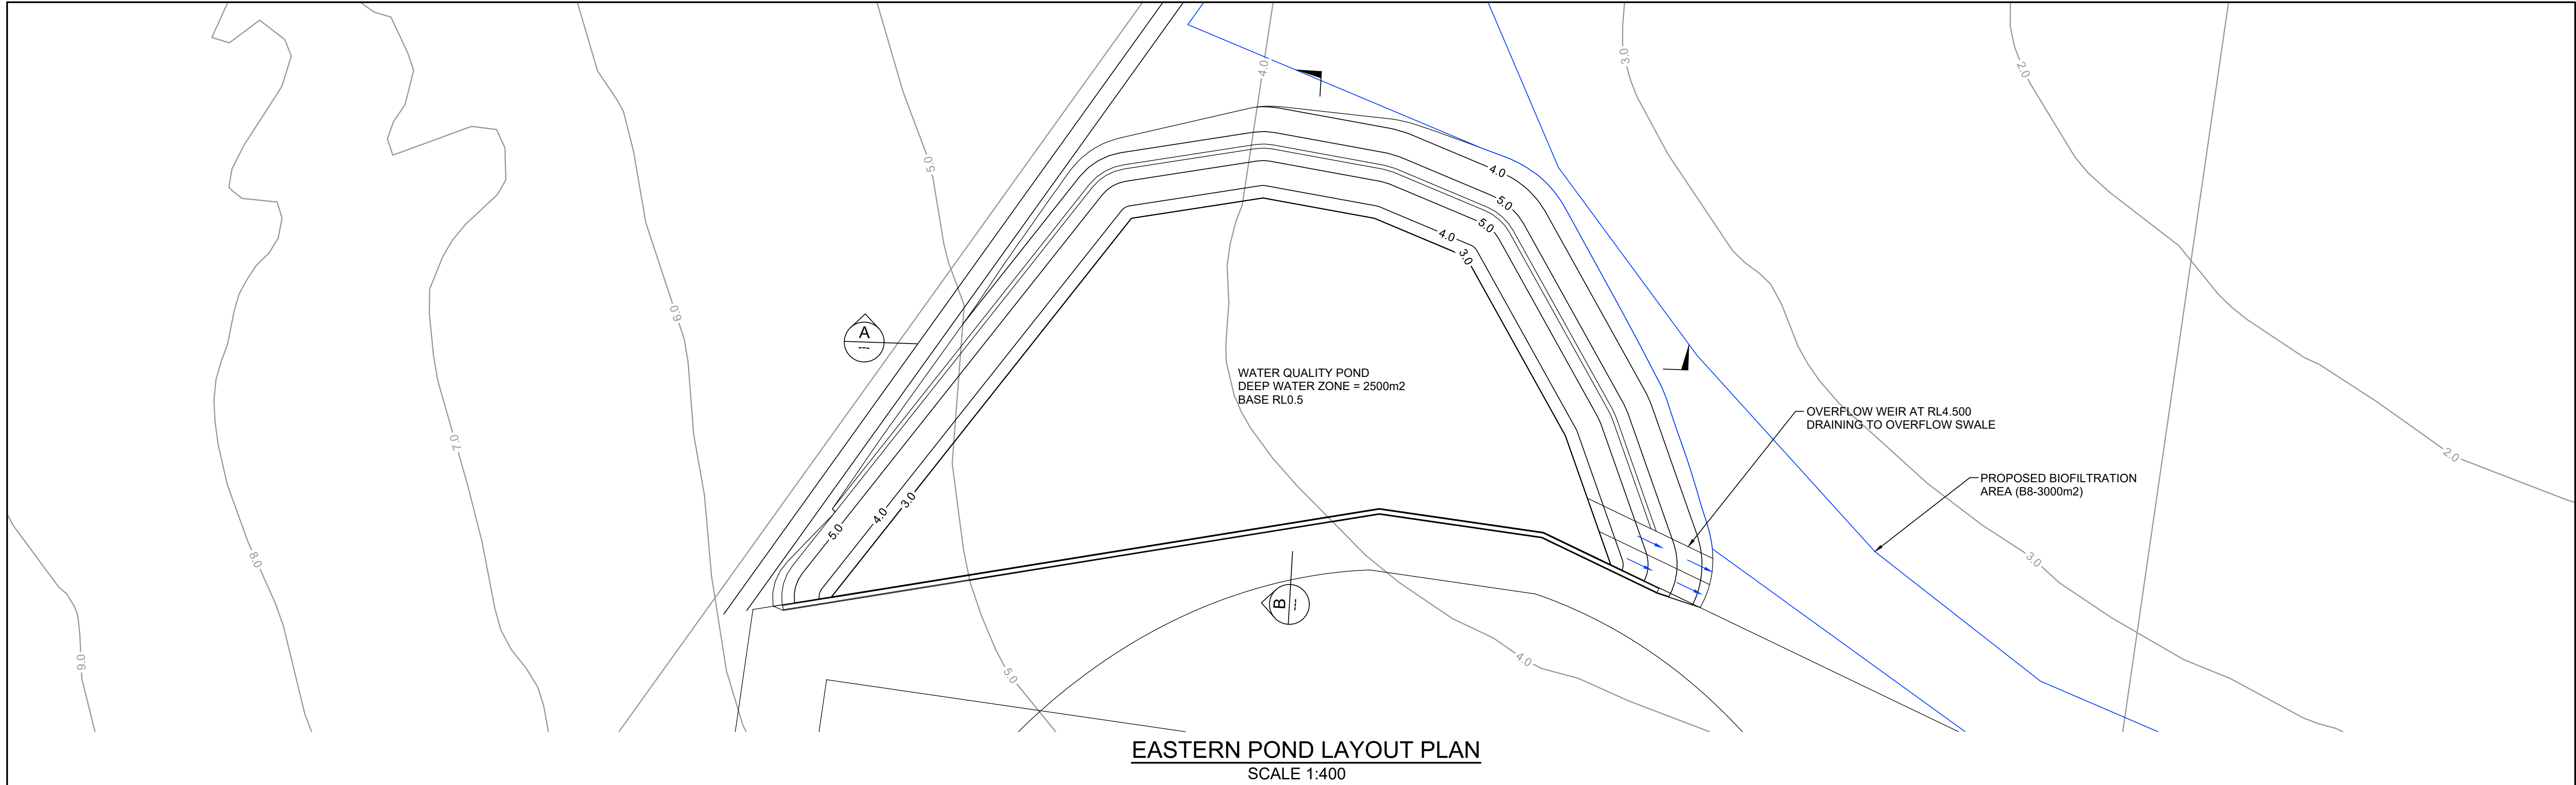 4.0
3.0
2.0
5.0
4.0
5.0
5.0
4.0
3.0
6.0
A
---
WATER QUALITY POND
DEEP WATER ZONE = 2500m2
BASE RL0.5
OVERFLOW WEIR AT RL4.500
DRAINING TO OVERFLOW SWALE
7.0
2.0
PROPOSED BIOFILTRATION
AREA (B8-3000m2)
3.0
4.0
5.0
8.0
3.0
B
---
9.0
4.0
5.0
EASTERN POND LAYOUT PLAN
SCALE 1:400